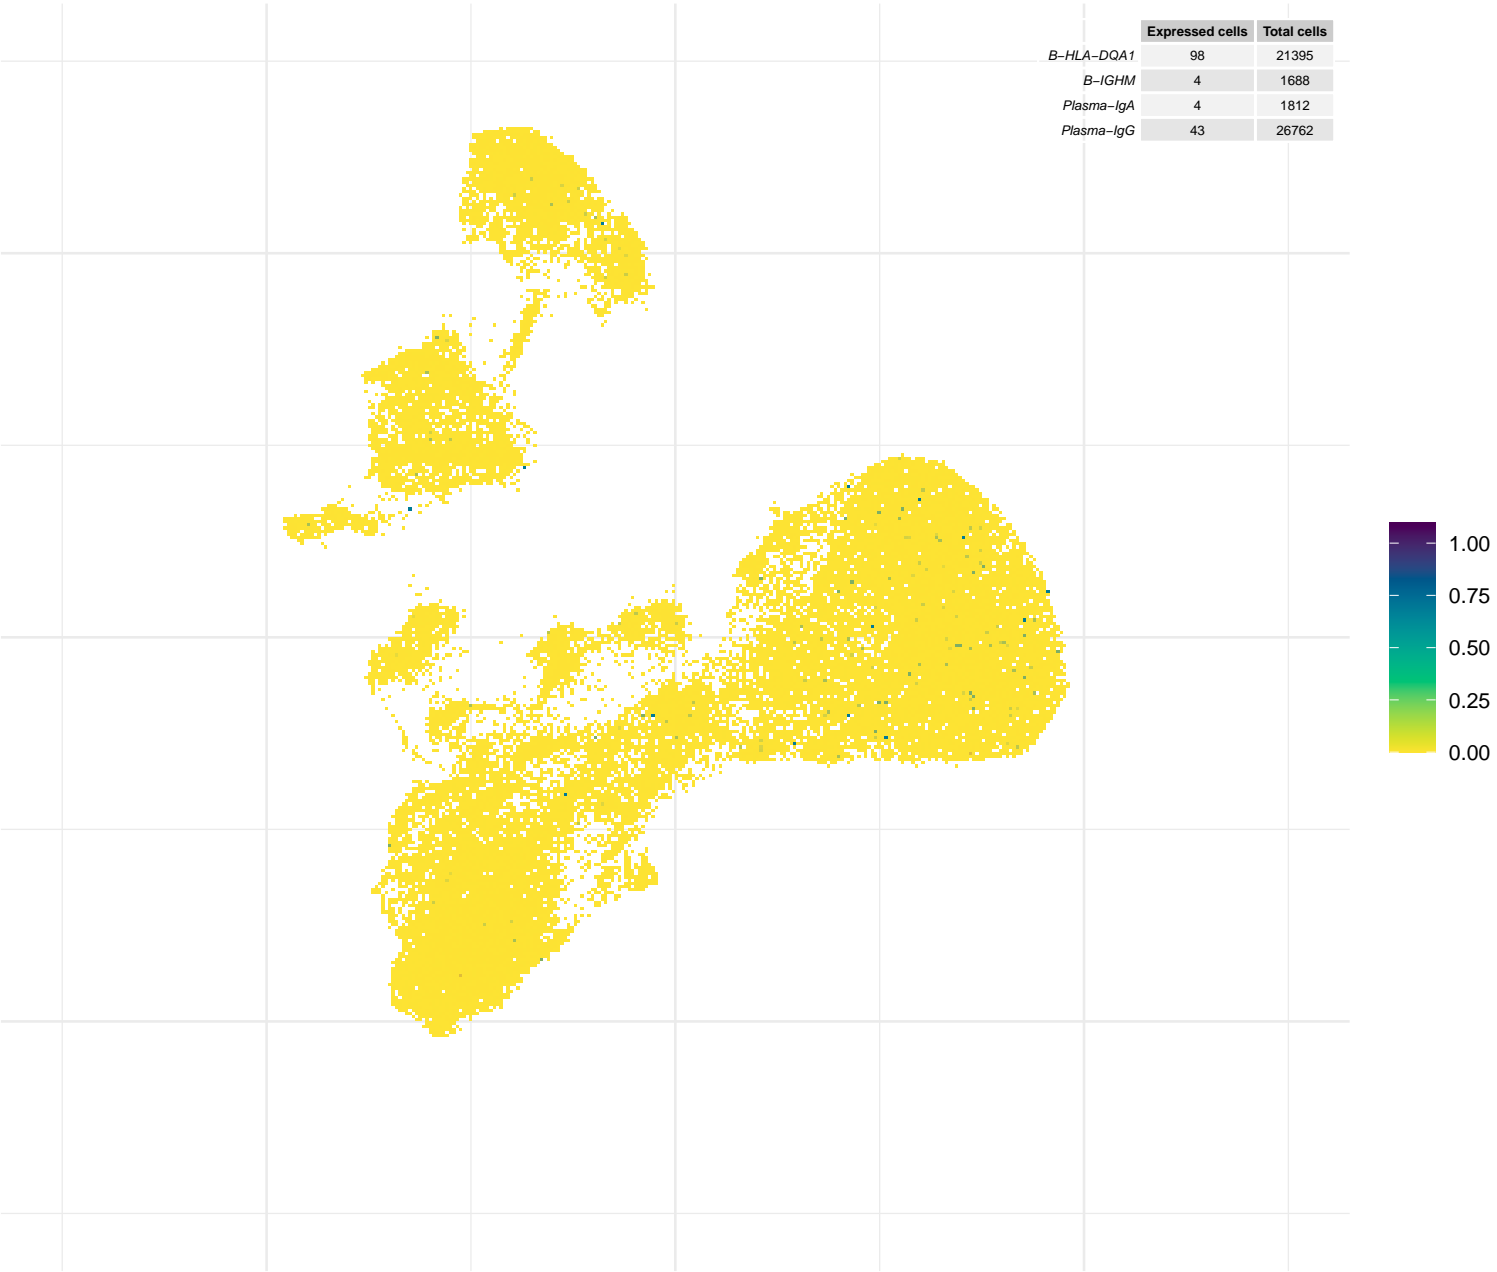 Expressed cells Total cells
B−HLA−DQA1 98 21395
B−IGHM 4 1688
Plasma−IgA 4 1812
Plasma−IgG 43 26762
1.00
0.75
0.50
0.25
0.00